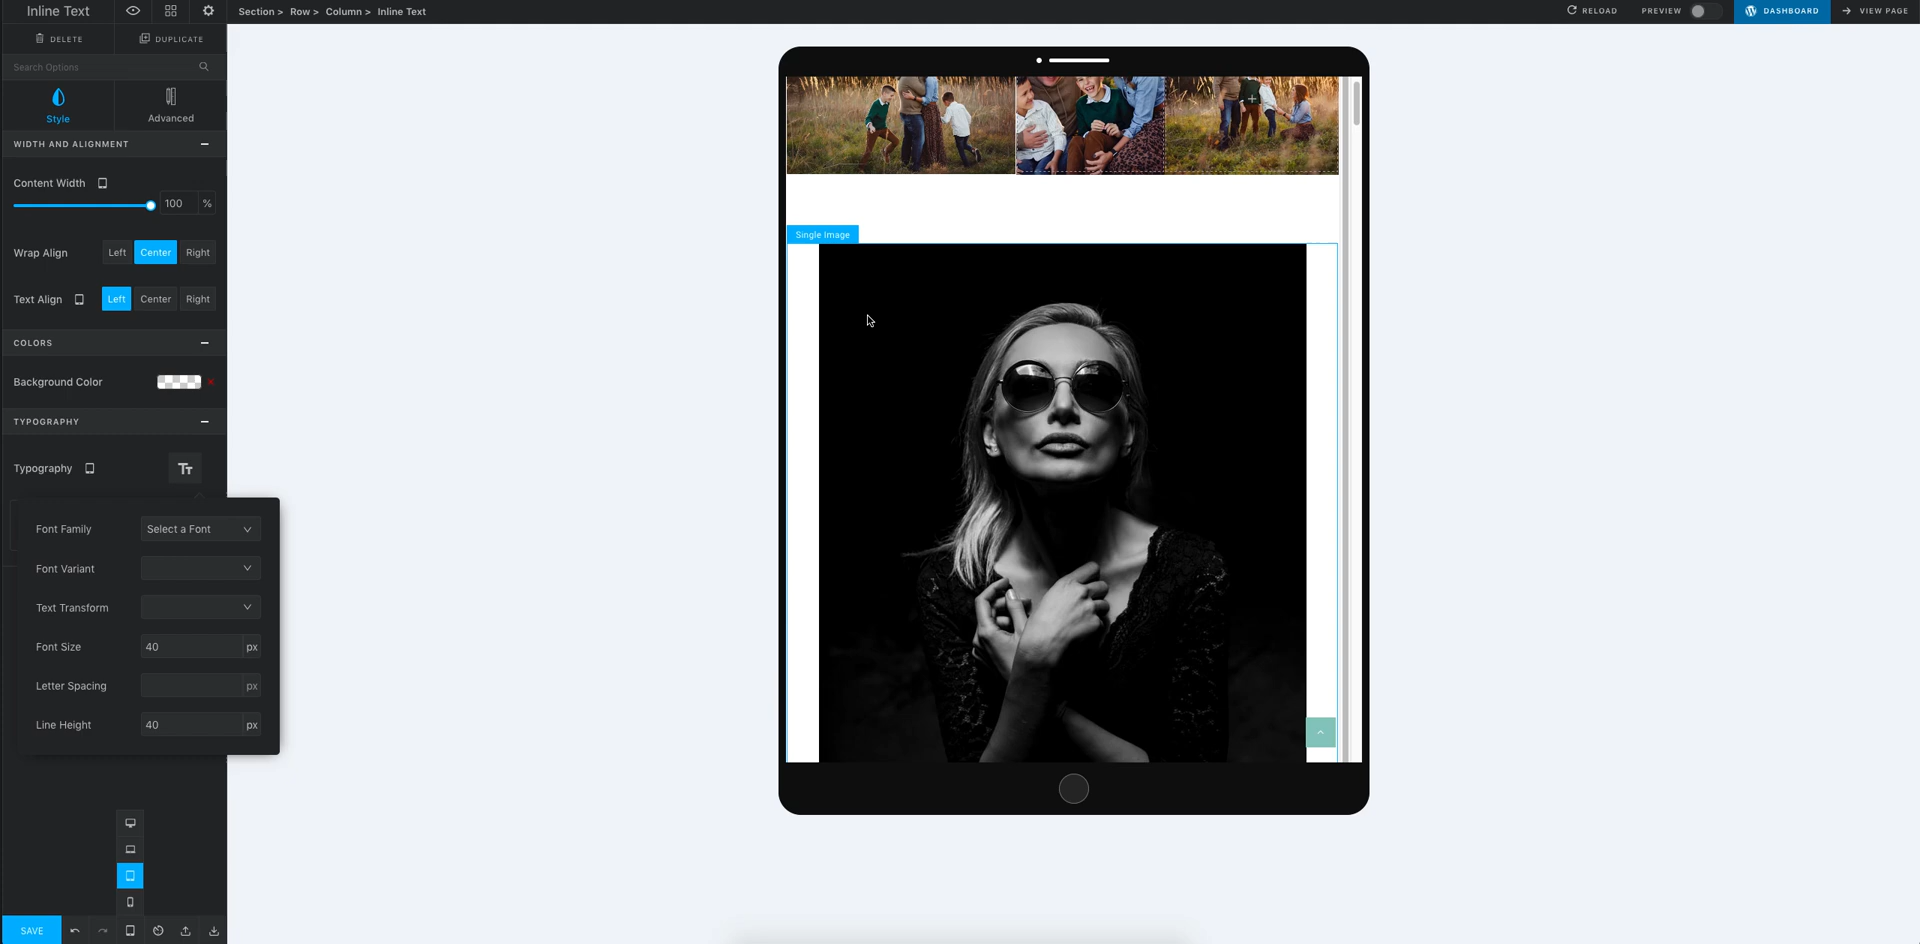 Inline Text
Section > Row > Column > Inline Text
RELOAD
PREVIEW
DASHBOARD
VIEW PAGE
DELETE
DUPLICATE
Search Options
Style
Advanced
WIDTH AND ALIGNMENT
Content Width
100 %
Wrap Align Left Center Right
Text Align Left Center Right
COLORS
Background Color
TYPOGRAPHY
Typography TT
Font Family Select a Font
Font Variant
Text Transform
Font Size 40 px
Letter Spacing px
Line Height 40 px
SAVE
Single Image